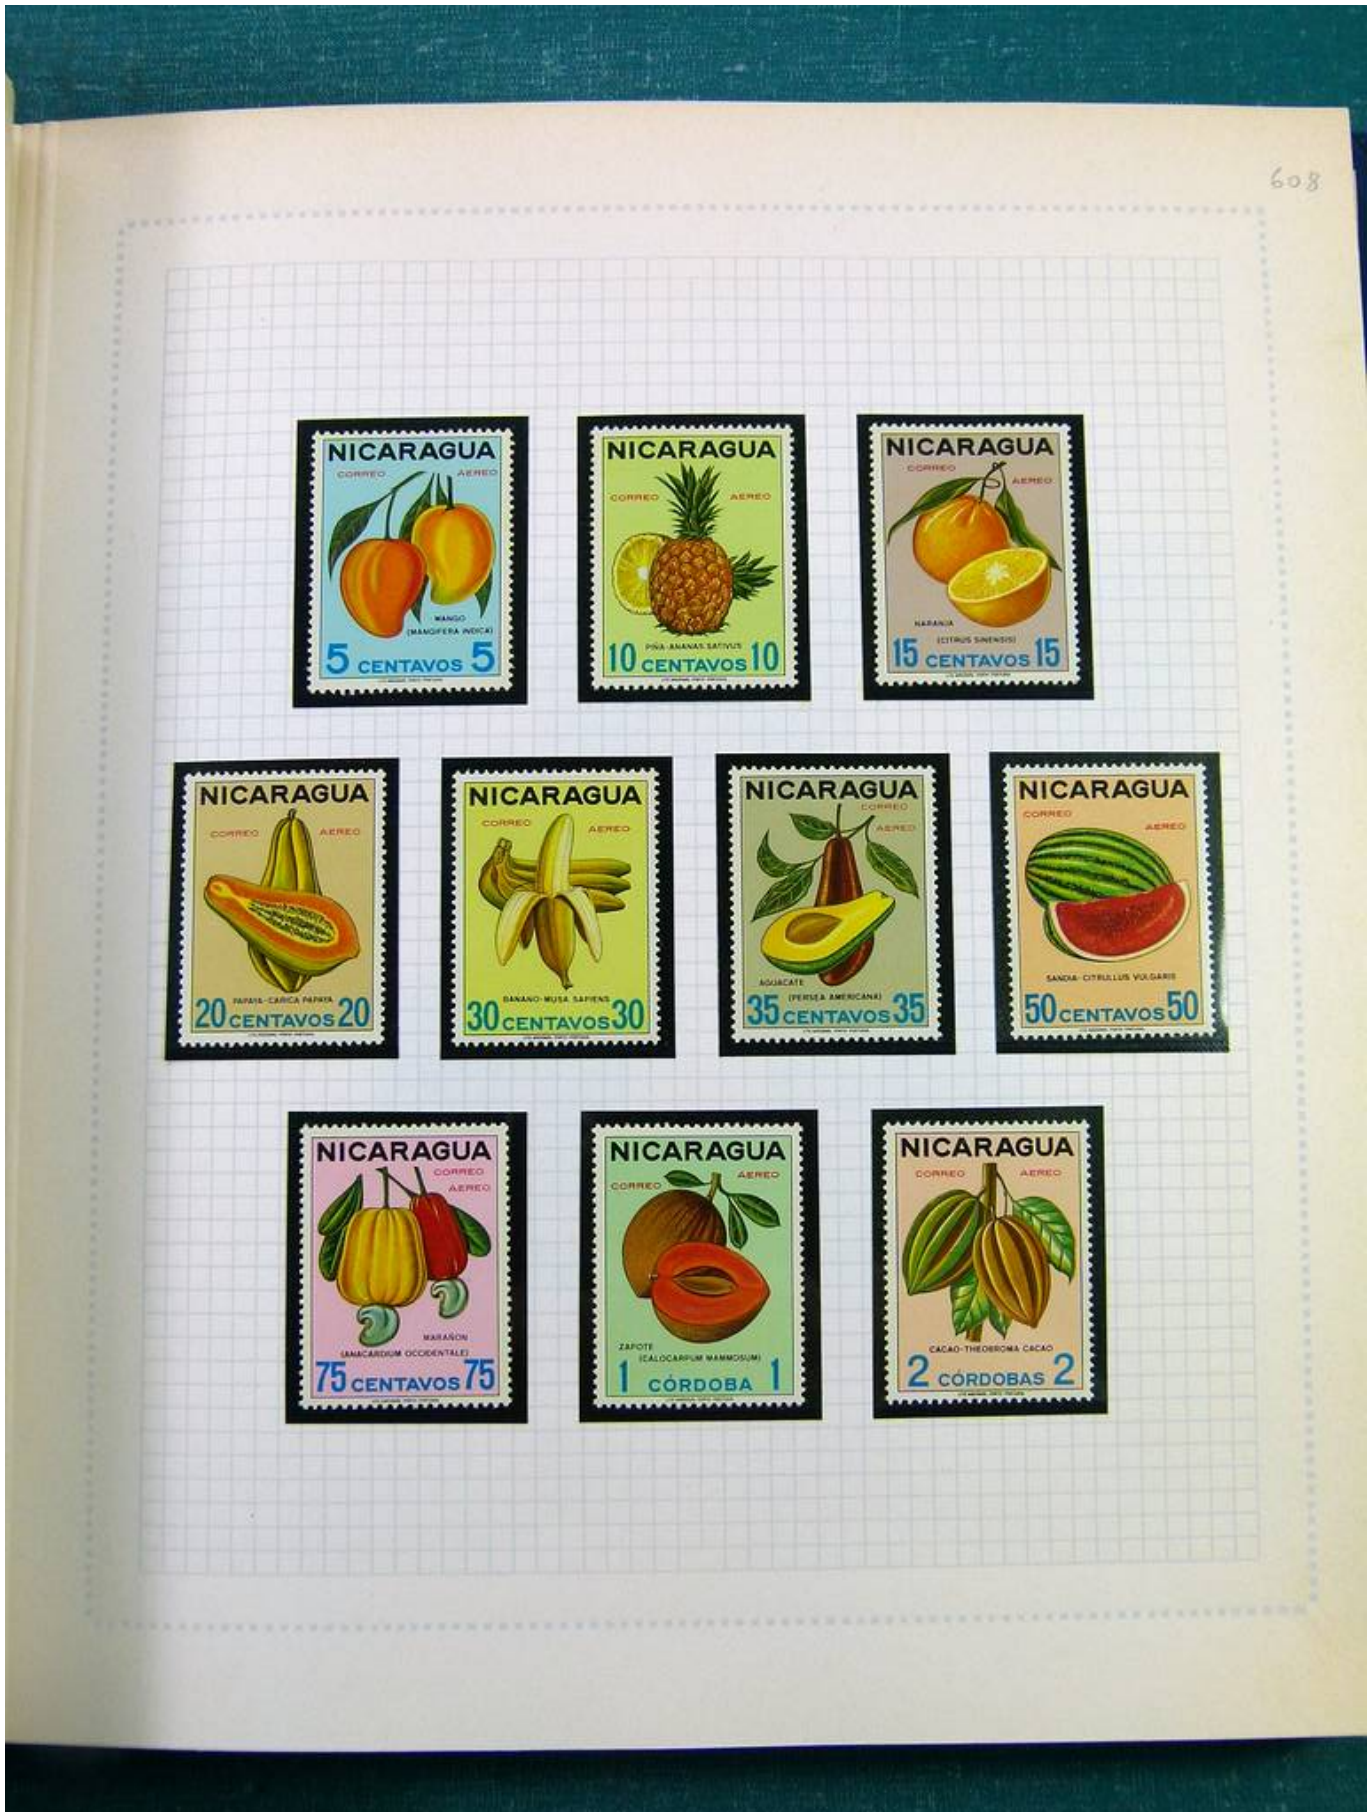 608
NICARAGUA
CORREO AEREO
MANGO
(MANGIFERA INDICA)
5 CENTAVOS 5
NICARAGUA
CORREO AEREO
PIÑA-ANANAS SATIVUS
10 CENTAVOS 10
NICARAGUA
CORREO
AEREO
NARANJA
(CITRUS SINENSIS)
15 CENTAVOS 15
NICARAGUA
CORREO AEREO
PAPAYA-CARICA PAPAYA
20 CENTAVOS 20
NICARAGUA
CORREO AEREO
BANANO-MUSA SAPIENS
30 CENTAVOS 30
NICARAGUA
CORREO
AEREO
AGUACATE
(PERSEA AMERICANA)
35 CENTAVOS 35
NICARAGUA
CORREO
AEREO
SANDIA-CITRULLUS VULGARIS
50 CENTAVOS 50
NICARAGUA
CORREO
AEREO
MARAÑON
(ANACARDIUM OCCIDENTALE)
75 CENTAVOS 75
NICARAGUA
CORREO AEREO
ZAPOTE
(CALOCARPUM MAMMOSUM)
1 CÓRDOBA 1
NICARAGUA
CORREO AEREO
CACAO-THEOBROMA CACAO
2 CÓRDOBAS 2